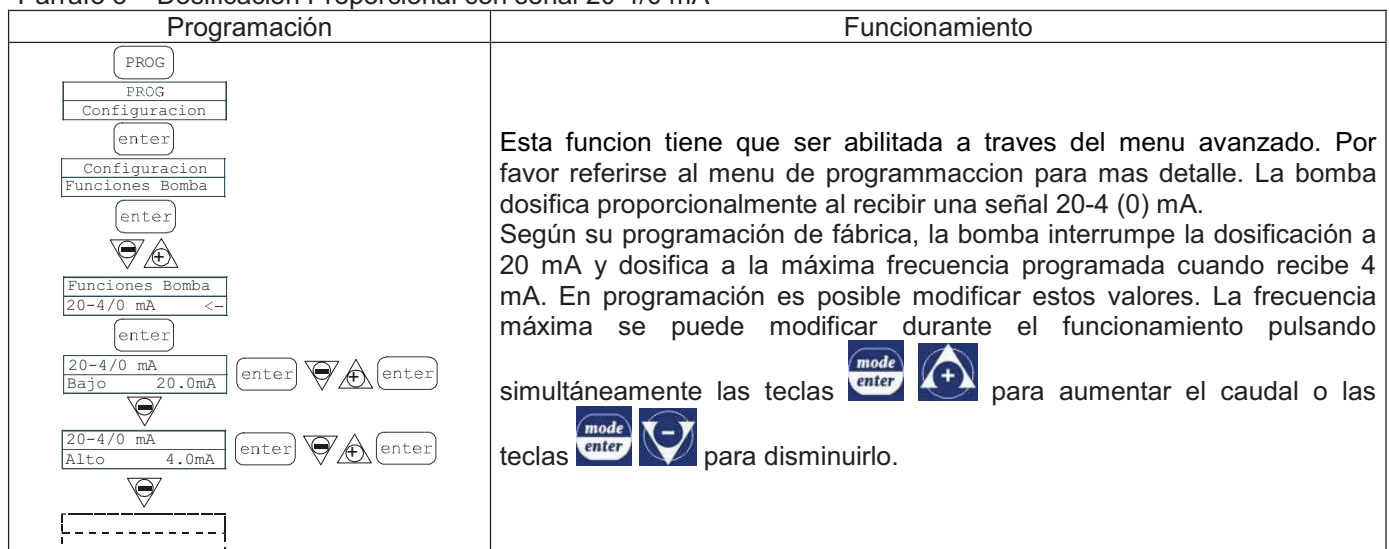 Dosificación Proporcional con señal 20-4/0 mA
Programación
Funcionamiento
PROG
PROG
Configuracion
enter
Configuracion
Funciones Bomba
enter
Funciones Bomba
20-4/0 mA <-
enter
20-4/0 mA
Bajo 20.0mA
enter
enter
20-4/0 mA
Alto 4.0mA
enter
enter
Esta funcion tiene que ser abilitada a traves del menu avanzado. Por
favor referirse al menu de programmaccion para mas detalle. La bomba
dosifica proporcionalmente al recibir una señal 20-4 (0) mA.
Según su programación de fábrica, la bomba interrumpe la dosificación a
20 mA y dosifica a la máxima frecuencia programada cuando recibe 4
mA. En programación es posible modificar estos valores. La frecuencia
máxima se puede modificar durante el funcionamiento pulsando
simultáneamente las teclas mode enter + para aumentar el caudal o las
teclas mode enter - para disminuirlo.